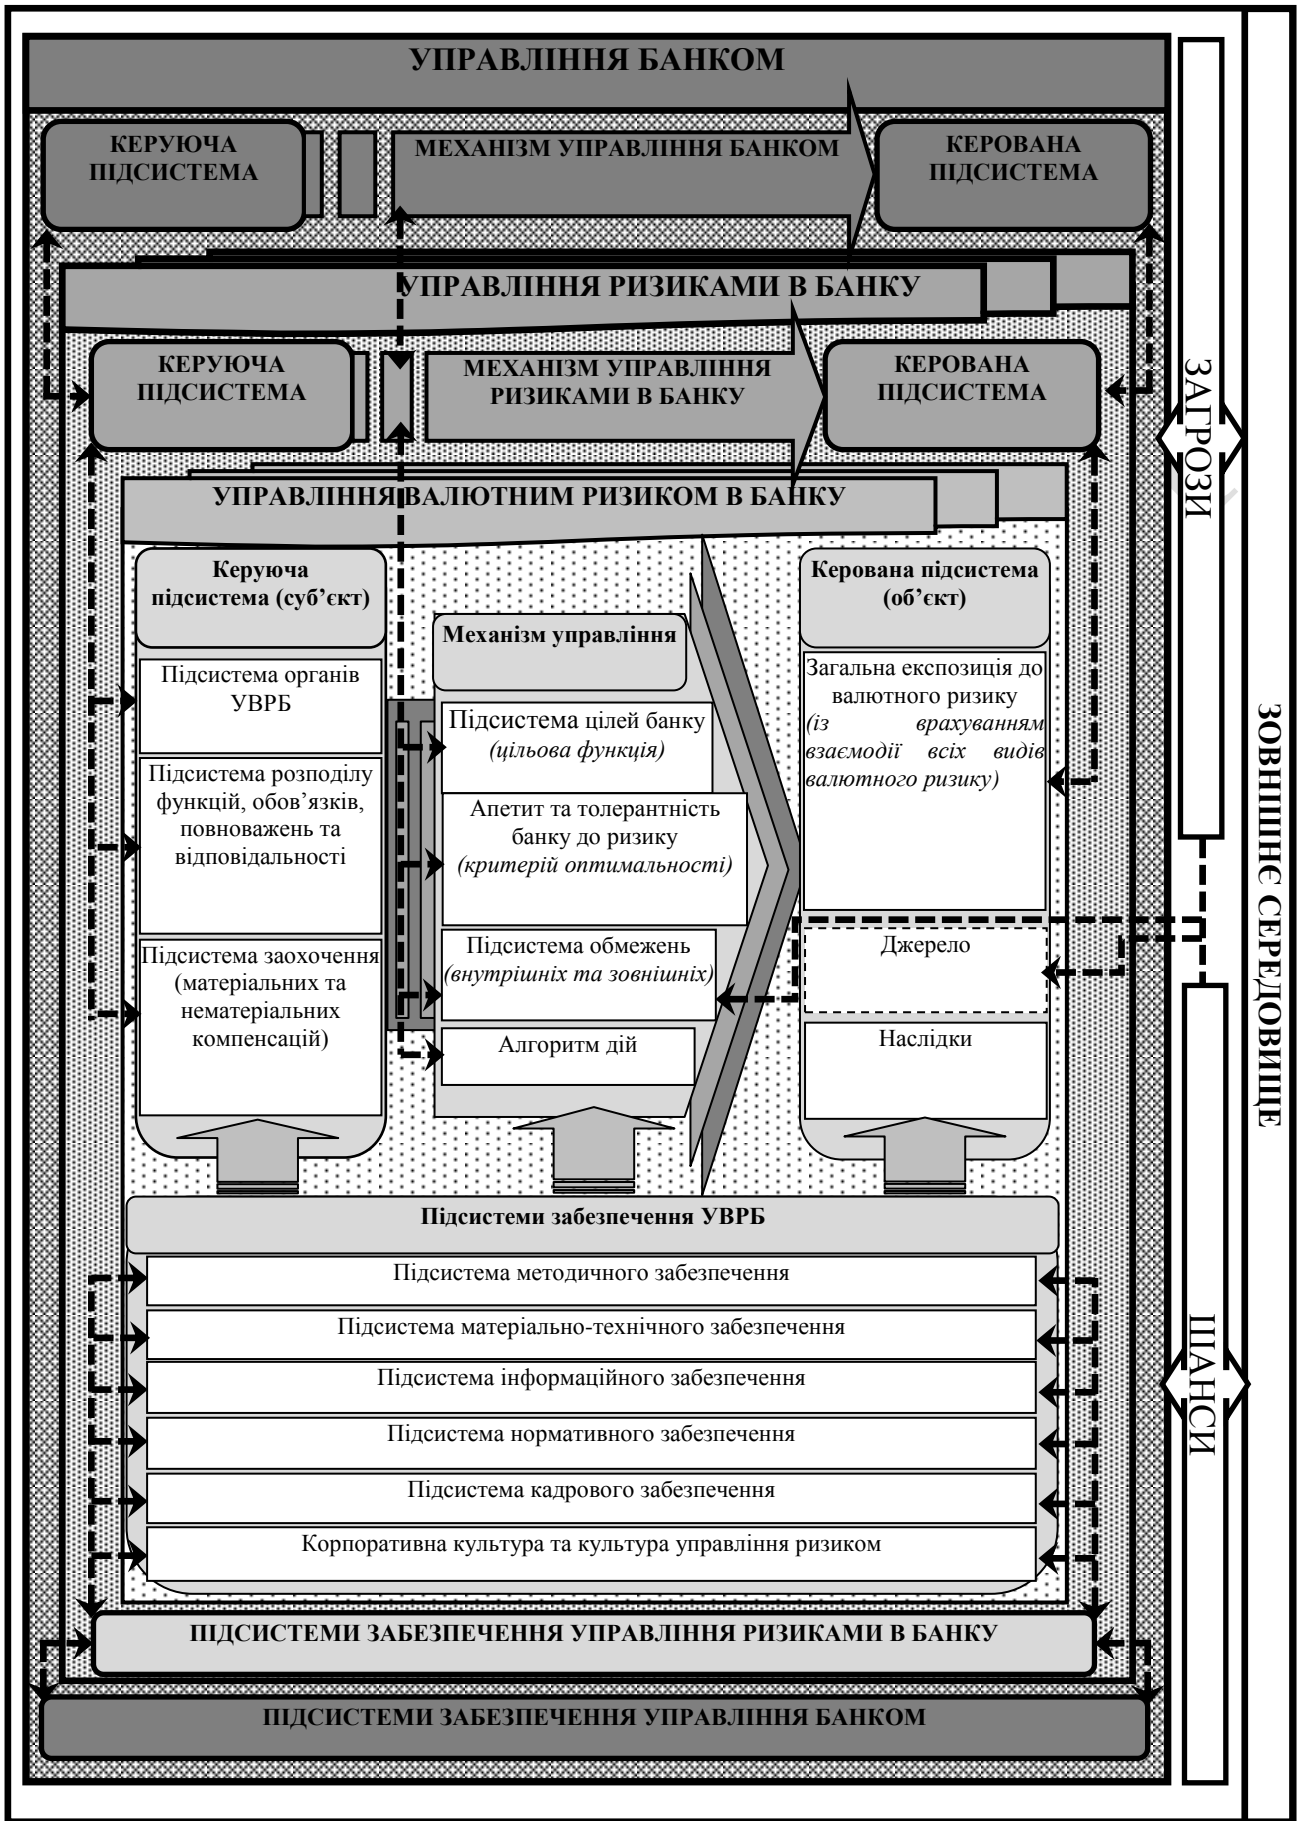 УПРАВЛІННЯ БАНКОМ
КЕРУЮЧА
ПІДСИСТЕМА
МЕХАНІЗМ УПРАВЛІННЯ БАНКОМ
КЕРОВАНА
ПІДСИСТЕМА
УПРАВЛІННЯ РИЗИКАМИ В БАНКУ
КЕРУЮЧА
ПІДСИСТЕМА
МЕХАНІЗМ УПРАВЛІННЯ
РИЗИКАМИ В БАНКУ
КЕРОВАНА
ПІДСИСТЕМА
УПРАВЛІННЯ ВАЛЮТНИМ РИЗИКОМ В БАНКУ
Керуюча
підсистема (суб’єкт)
Підсистема органів
УВРБ
Підсистема розподілу
функцій, обов’язків,
повноважень та
відповідальності
Підсистема заохочення
(матеріальних та
нематеріальних
компенсацій)
Механізм управління
Підсистема цілей банку
(цільова функція)
Апетит та толерантність
банку до ризику
(критерій оптимальності)
Підсистема обмежень
(внутрішніх та зовнішніх)
Алгоритм дій
Керована підсистема
(об’єкт)
Загальна експозиція до
валютного ризику
(із врахуванням
взаємодії всіх видів
валютного ризику)
Джерело
Наслідки
Підсистеми забезпечення УВРБ
Підсистема методичного забезпечення
Підсистема матеріально-технічного забезпечення
Підсистема інформаційного забезпечення
Підсистема нормативного забезпечення
Підсистема кадрового забезпечення
Корпоративна культура та культура управління ризиком
ПІДСИСТЕМИ ЗАБЕЗПЕЧЕННЯ УПРАВЛІННЯ РИЗИКАМИ В БАНКУ
ПІДСИСТЕМИ ЗАБЕЗПЕЧЕННЯ УПРАВЛІННЯ БАНКОМ
ЗАГРОЗИ
ШАНСИ
ЗОВНІШНЄ СЕРЕДОВИЩЕ